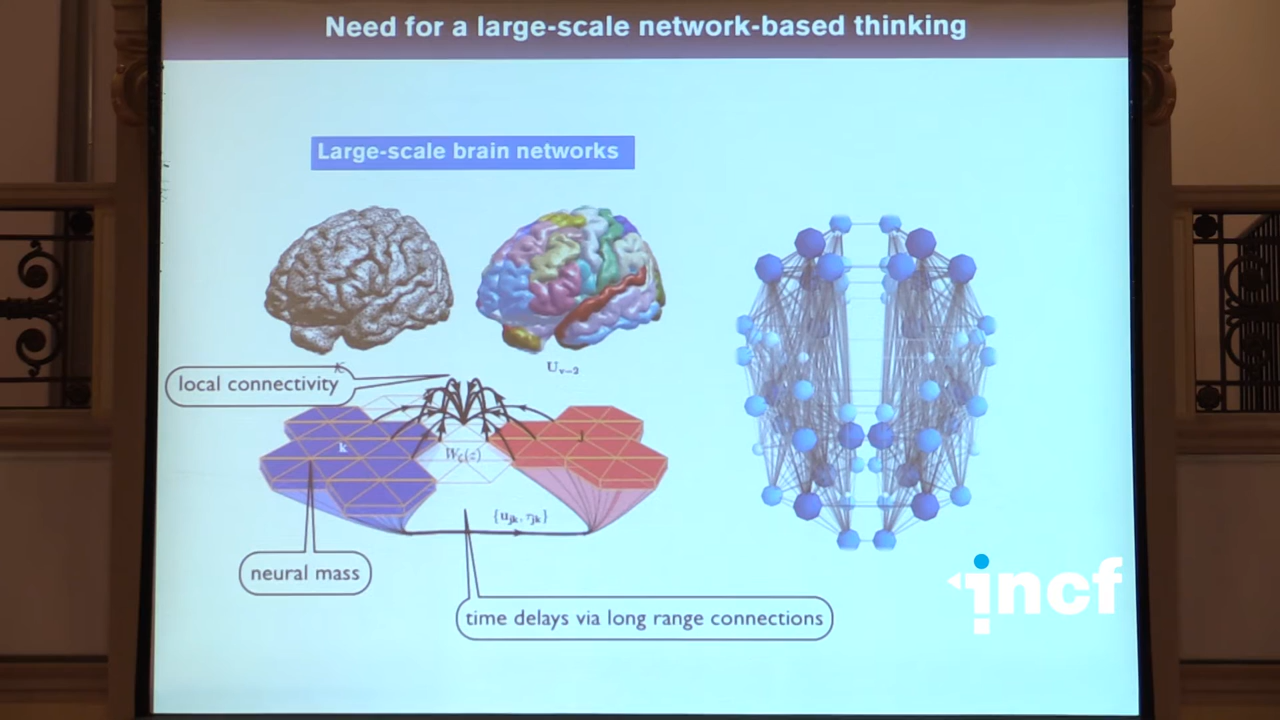 Need for a large-scale network-based thinking
Large-scale brain networks
local connectivity
k
neural mass
time delays via long range connections
incf